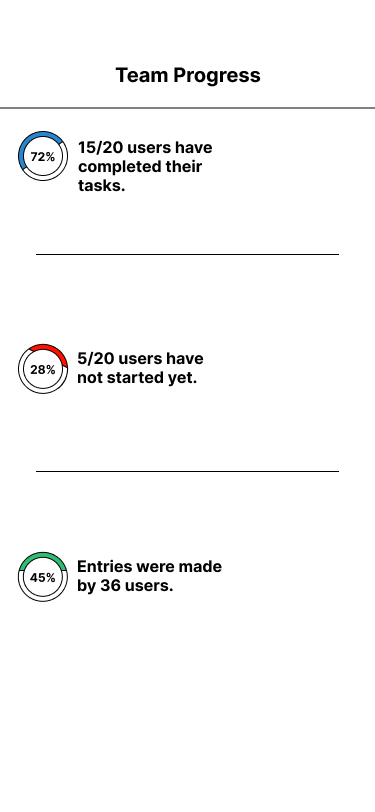 Team Progress
72%
15/20 users have
completed their
tasks.
28%
5/20 users have
not started yet.
45%
Entries were made
by 36 users.